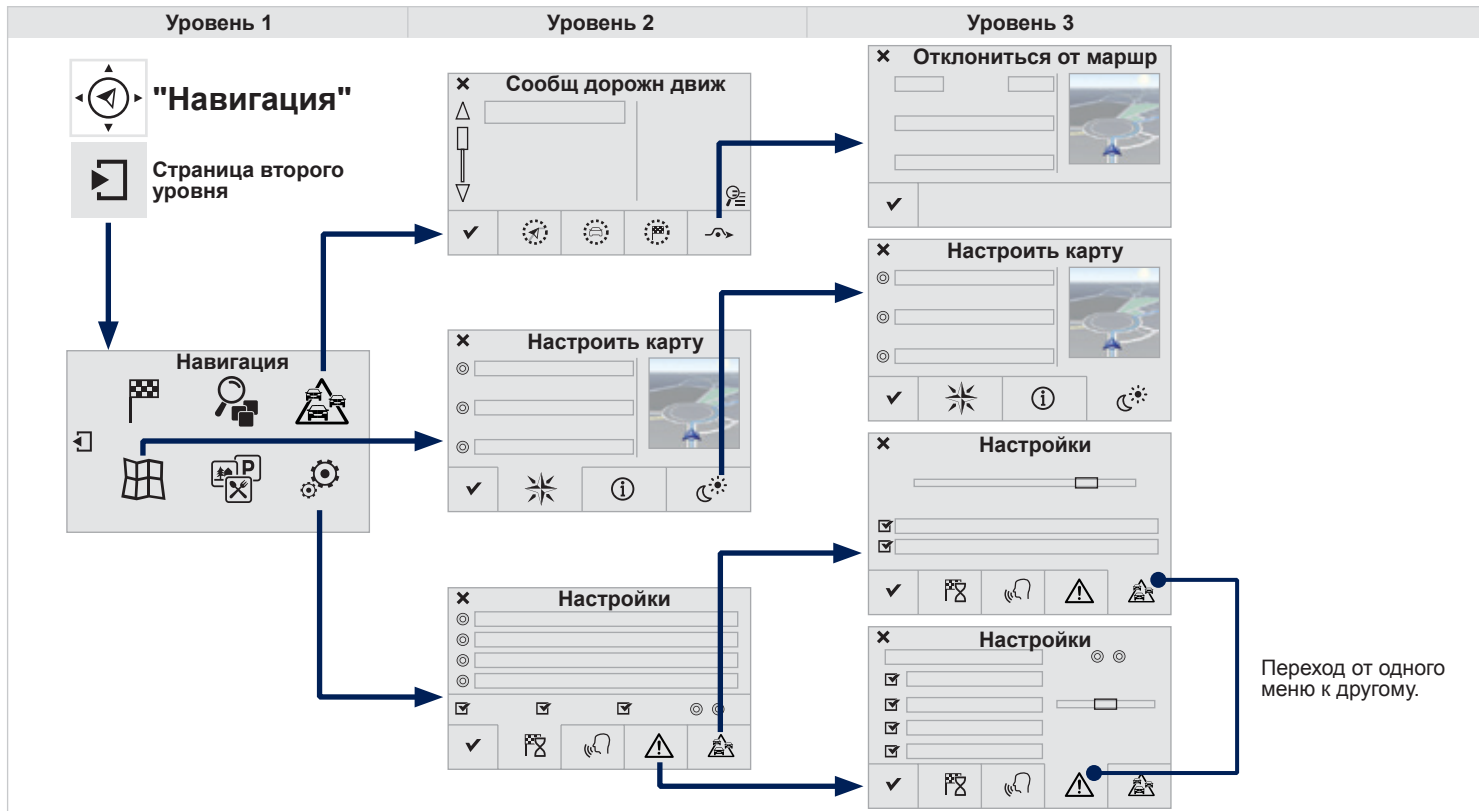 Уровень 1
Уровень 2
Уровень 3
"Навигация"
Страница второго
уровня
Навигация
P
Сообщ дорожн движ
Настроить карту
Настройки
Отклониться от маршр
Настроить карту
Настройки
Настройки
Переход от одного
меню к другому.